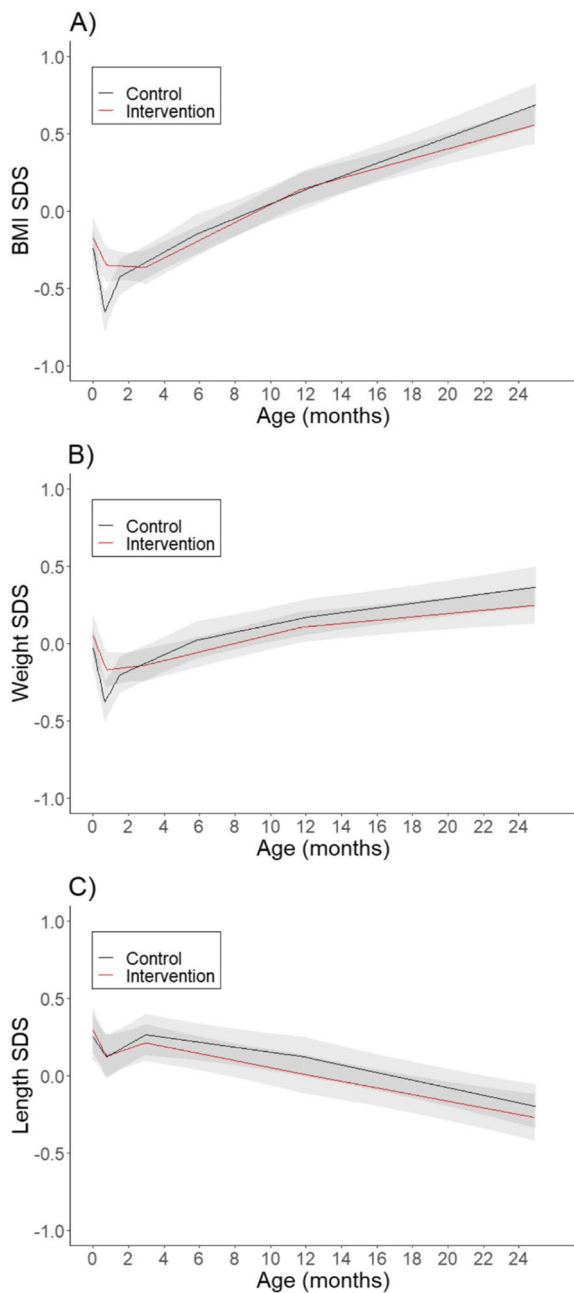 A)
1.0
0.5
0.0
-0.5
-1.0
BMI SDS
Control
Intervention
0 2 4 6 8 10 12 14 16 18 20 22 24
Age (months)
B)
1.0
0.5
0.0
-0.5
-1.0
Weight SDS
Control
Intervention
0 2 4 6 8 10 12 14 16 18 20 22 24
Age (months)
C)
1.0
0.5
0.0
-0.5
-1.0
Length SDS
Control
Intervention
0 2 4 6 8 10 12 14 16 18 20 22 24
Age (months)